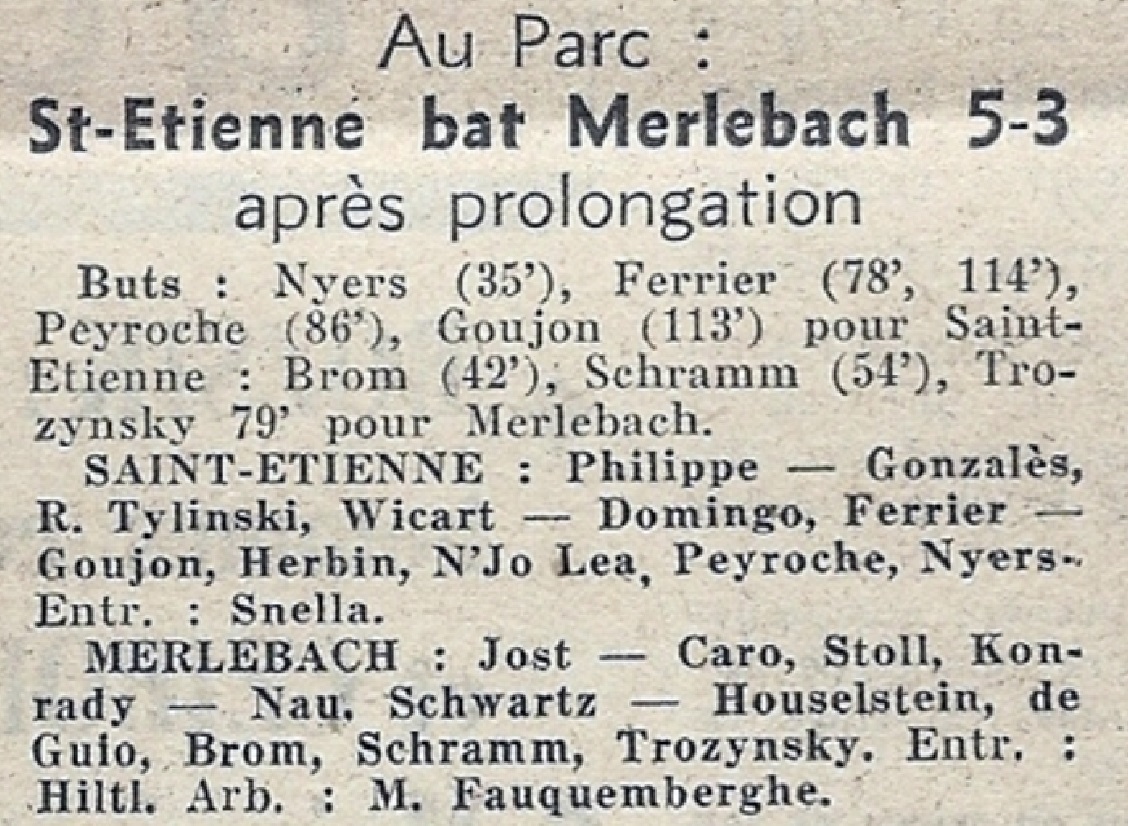 Au Parc :
St-Etienne bat Merlebach 5-3
après prolongation
Buts : Nyers (35'), Ferrier (78', 114'),
Peyroche (86'), Goujon (113') pour Saint-
Etienne : Brom (42'), Schramm (54'), Tro-
zynsky 79' pour Merlebach.
SAINT-ETIENNE : Philippe — Gonzalès,
R. Tylinski, Wicart — Domingo, Ferrier —
Goujon, Herbin, N'Jo Lea, Peyroche, Nyers-.
Entr. : Snella.
MERLEBACH : Jost — Caro, Stoll, Kon-
rady — Nau. Schwartz — Houselstein, de
Guio, Brom, Schramm, Trozynsky. Entr. :
Hiltl. Arb. : M. Fauquemberghe.